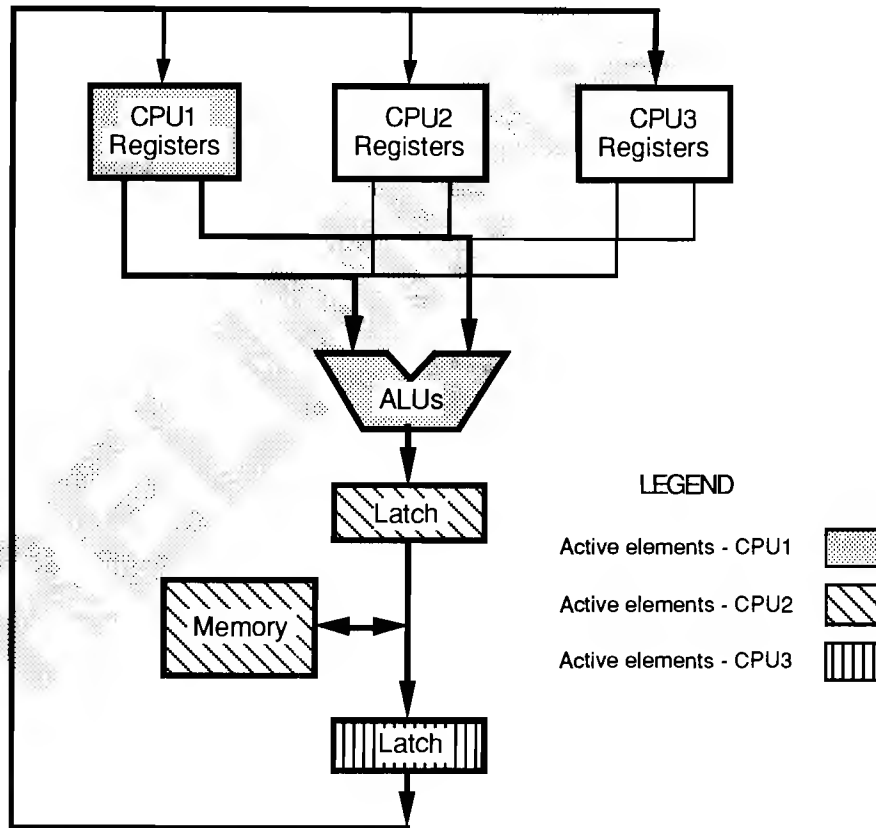 CPU1
Registers
CPU2
Registers
CPU3
Registers
ALUs
Latch
Memory
Latch
LEGEND
Active elements - CPU1
Active elements - CPU2
Active elements - CPU3